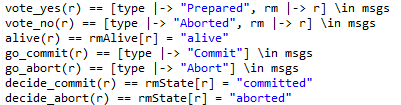 vote_yes(r) == [type |-> "Prepared", rm |-> r] \in msgs
vote_no(r) == [type |-> "Aborted", rm |-> r] \in msgs
alive(r) == rmAlive[r] = "alive"
go_commit(r) == [type |-> "Commit"] \in msgs
go_abort(r) == [type |-> "Abort"] \in msgs
decide_commit(r) == rmState[r] = "committed"
decide_abort(r) == rmState[r] = "aborted"